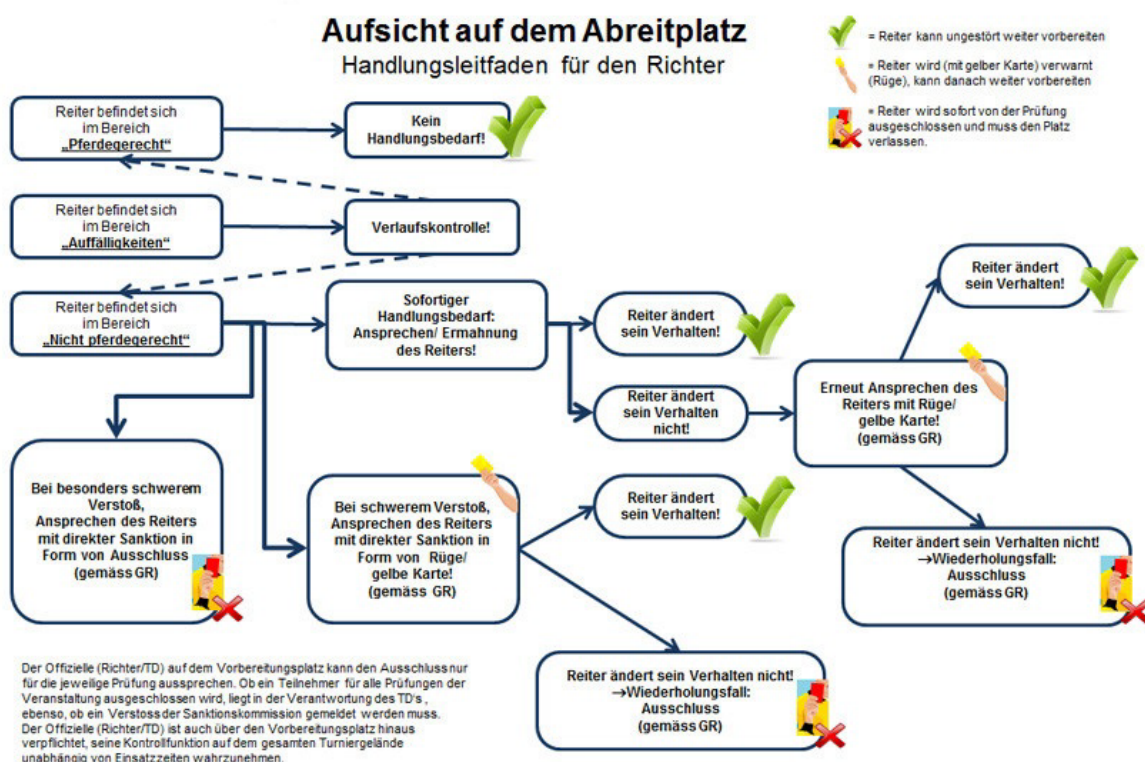 Aufsicht auf dem Abreitplatz
Handlungsleitfaden für den Richter
= Reiter kann ungestört weiter vorbereiten
= Reiter wird (mit gelber Karte) verwarnt
(Rüge), kann danach weiter vorbereiten
= Reiter wird sofort von der Prüfung
ausgeschlossen und muss den Platz
verlassen.
Reiter befindet sich
im Bereich
„Pferdegerecht“
Kein
Handlungsbedarf!
Reiter befindet sich
im Bereich
„Auffälligkeiten“
Verlaufskontrolle!
Reiter befindet sich
im Bereich
„Nicht pferdegerecht“
Sofortiger
Handlungsbedarf:
Ansprechen/ Ermahnung
des Reiters!
Reiter ändert
sein Verhalten!
Reiter ändert
sein Verhalten
nicht!
Erneut Ansprechen des
Reiters mit Rüge/
gelbe Karte!
(gemäss GR)
Reiter ändert
sein Verhalten!
Reiter ändert sein Verhalten nicht!
→Wiederholungsfall:
Ausschluss
(gemäss GR)
Bei besonders schwerem
Verstoß,
Ansprechen des Reiters
mit direkter Sanktion in
Form von Ausschluss
(gemäss GR)
Bei schwerem Verstoß,
Ansprechen des Reiters
mit direkter Sanktion in
Form von Rüge/
gelbe Karte!
(gemäss GR)
Reiter ändert
sein Verhalten!
Reiter ändert sein Verhalten nicht!
→Wiederholungsfall:
Ausschluss
(gemäss GR)
Der Offizielle (Richter/TD) auf dem Vorbereitungsplatz kann den Ausschluss nur
für die jeweilige Prüfung aussprechen. Ob ein Teilnehmer für alle Prüfungen der
Veranstaltung ausgeschlossen wird, liegt in der Verantwortung des TD's ,
ebenso, ob ein Verstoss der Sanktionskommission gemeldet werden muss.
Der Offizielle (Richter/TD) ist auch über den Vorbereitungsplatz hinaus
verpflichtet, seine Kontrollfunktion auf dem gesamten Turniergelände
unabhängig von Einsatzzeiten wahrzunehmen.